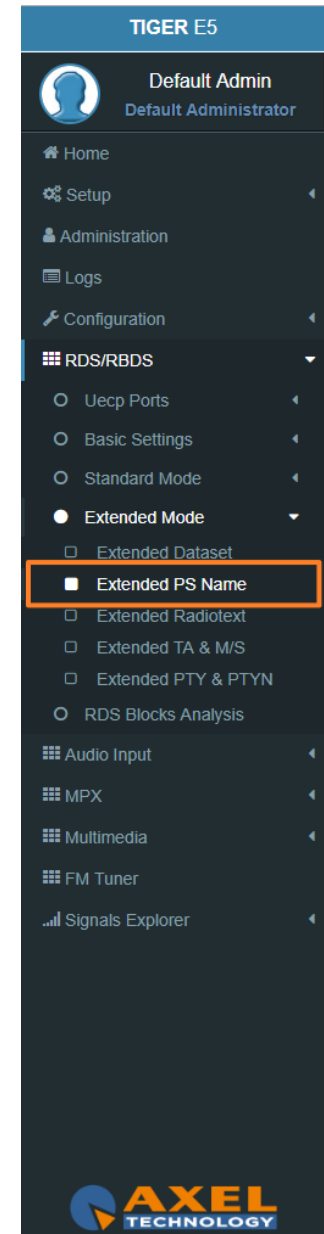 TIGER E5
Default Admin
Default Administrator
Home
Setup
Administration
Logs
Configuration
RDS/RBDS
Uecp Ports
Basic Settings
Standard Mode
Extended Mode
Extended Dataset
Extended PS Name
Extended Radiotext
Extended TA & M/S
Extended PTY & PTYN
RDS Blocks Analysis
Audio Input
MPX
Multimedia
FM Tuner
Signals Explorer
AXEL
TECHNOLOGY